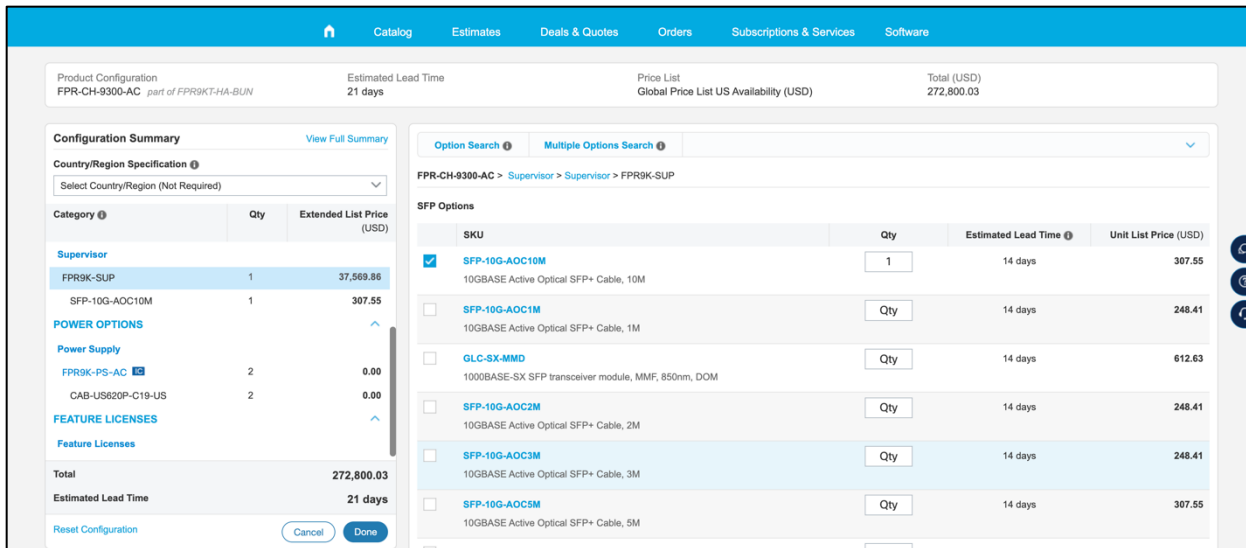 Catalog Estimates Deals & Quotes Orders Subscriptions & Services Software
Product Configuration Estimated Lead Time Price List Total (USD)
FPR-CH-9300-AC part of FPR9KT-HA-BUN 21 days Global Price List US Availability (USD) 272,800.03
Configuration Summary View Full Summary
Country/Region Specification
Select Country/Region (Not Required)
Category Qty Extended List Price
(USD)
Supervisor
FPR9K-SUP 1 37,569.86
SFP-10G-AOC10M 1 307.55
POWER OPTIONS
Power Supply
FPR9K-PS-AC IC 2 0.00
CAB-US620P-C19-US 2 0.00
FEATURE LICENSES
Feature Licenses
Total 272,800.03
Estimated Lead Time 21 days
Reset Configuration Cancel Done
Option Search Multiple Options Search
FPR-CH-9300-AC > Supervisor > Supervisor > FPR9K-SUP
SFP Options
SKU Qty Estimated Lead Time Unit List Price (USD)
SFP-10G-AOC10M 1 14 days 307.55
10GBASE Active Optical SFP+ Cable, 10M
SFP-10G-AOC1M Qty 14 days 248.41
10GBASE Active Optical SFP+ Cable, 1M
GLC-SX-MMD Qty 14 days 612.63
1000BASE-SX SFP transceiver module, MMF, 850nm, DOM
SFP-10G-AOC2M Qty 14 days 248.41
10GBASE Active Optical SFP+ Cable, 2M
SFP-10G-AOC3M Qty 14 days 248.41
10GBASE Active Optical SFP+ Cable, 3M
SFP-10G-AOC5M Qty 14 days 307.55
10GBASE Active Optical SFP+ Cable, 5M